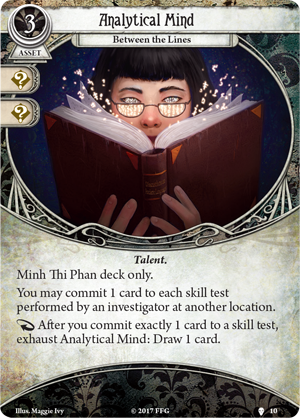 Analytical Mind
3
Between the Lines
ASSET
?
?
Talent.
Minh Thi Phan deck only.
You may commit 1 card to each skill test
performed by an investigator at another location.
After you commit exactly 1 card to a skill test,
exhaust Analytical Mind: Draw 1 card.
Illus. Maggie Ivy
© 2017 FFG
10